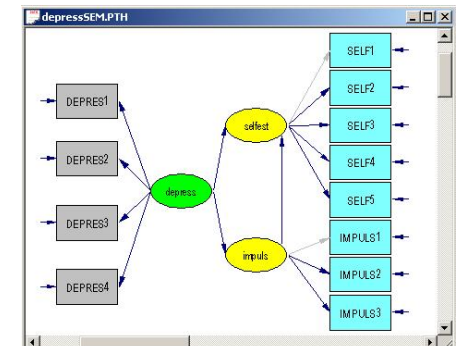 depressSEM.PTH
SELF1
SELF2
SELF3
SELF4
SELF5
IMPULS1
IMPULS2
IMPULS3
DEPRES1
DEPRES2
DEPRES3
DEPRES4
selfest
depress
impuls